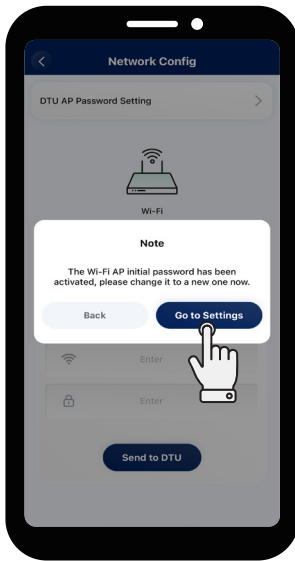 Network Config
DTU AP Password Setting
Wi-Fi
Note
The Wi-Fi AP initial password has been
activated, please change it to a new one now.
Back
Go to Settings
Enter
Enter
Send to DTU